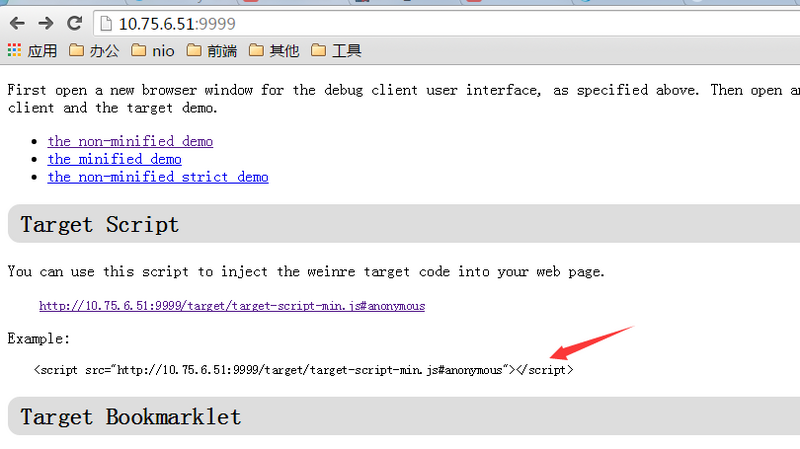 10.75.6.51:9999
应用 办公 nio 前端 其他 工具
First open a new browser window for the debug client user interface, as specified above. Then open
client and the target demo.
the non-minified demo
the minified demo
the non-minified strict demo
Target Script
You can use this script to inject the weinre target code into your web page.
http://10.75.6.51:9999/target/target-script-min.js#anonymous
Example:
<script src="http://10.75.6.51:9999/target/target-script-min.js#anonymous"></script>
Target Bookmarklet